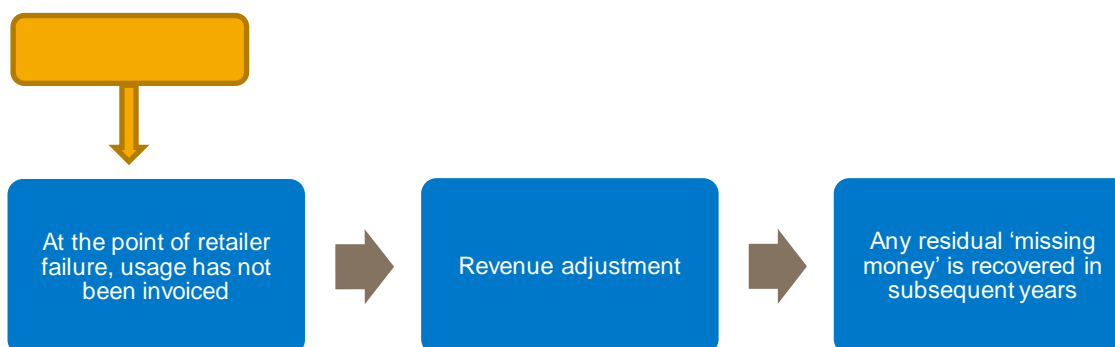 At the point of retailer
failure, usage has not
been invoiced
Revenue adjustment
Any residual ‘missing
money’ is recovered in
subsequent years